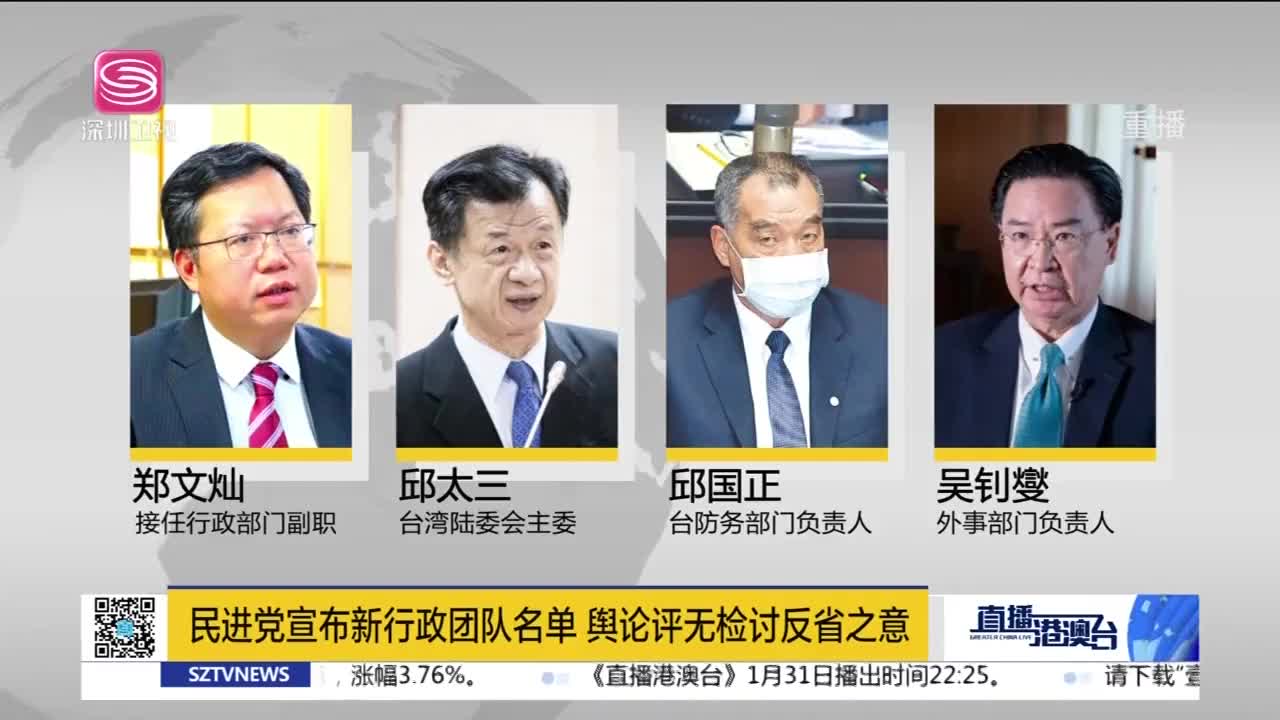 深圳卫视
重播
郑文灿
接任行政部门副职
邱太三
台湾陆委会主委
邱国正
台防务部门负责人
吴钊燮
外事部门负责人
民进党宣布新行政团队名单 舆论评无检讨反省之意
直播港澳台
GREATER CHINA LIVE
SZTVNEWS
，涨幅3.76%。 《直播港澳台》1月31日播出时间22:25。 请下载“壹